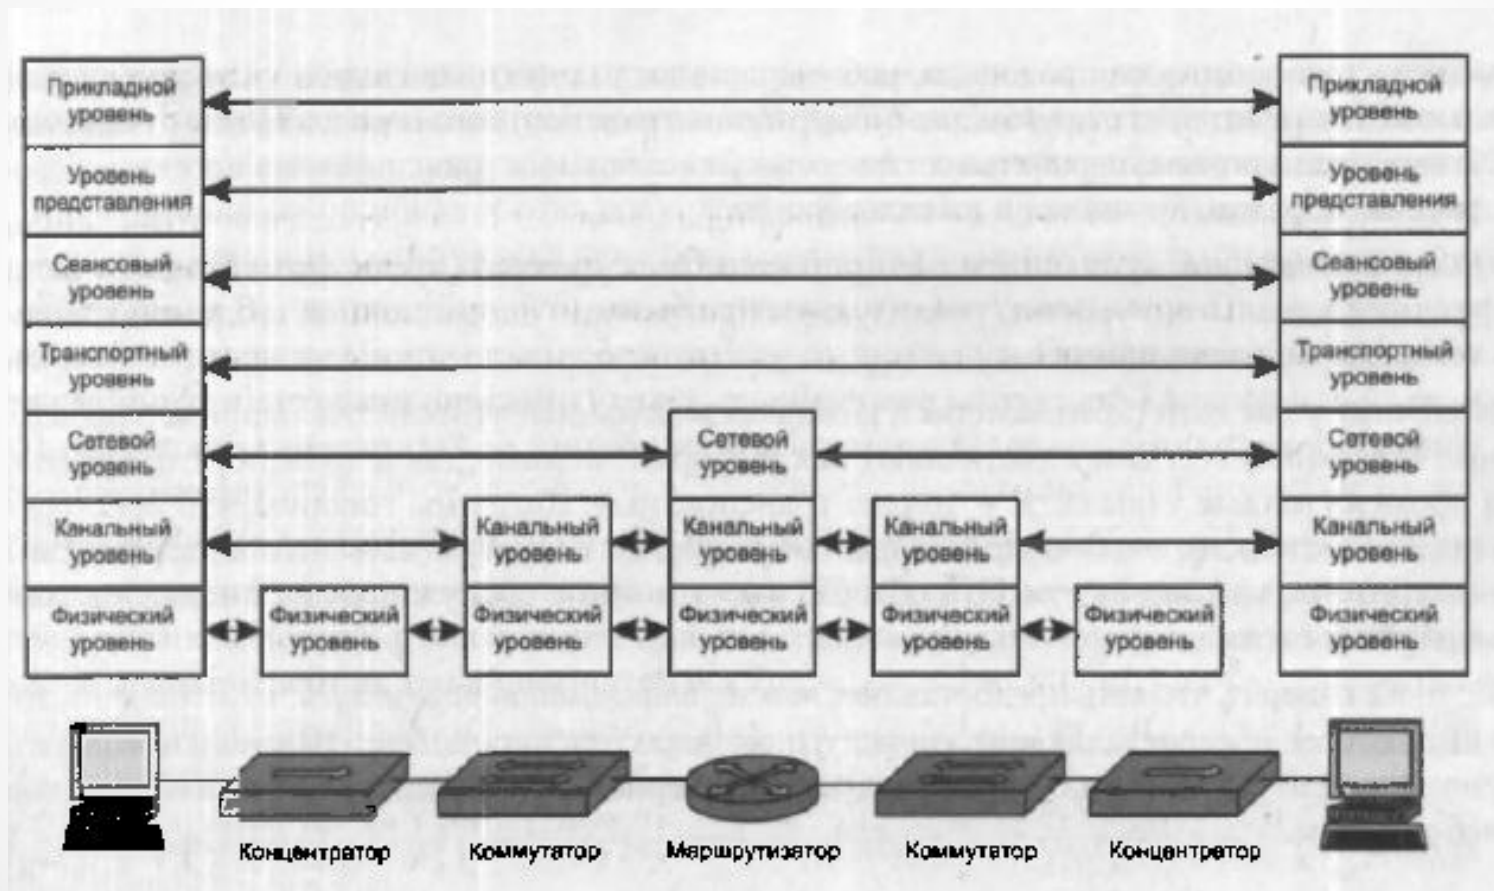 Прикладной
уровень
Прикладной
уровень
Уровень
представления
Уровень
представления
Сеансовый
уровень
Сеансовый
уровень
Транспортный
уровень
Транспортный
уровень
Сетевой
уровень
Сетевой
уровень
Сетевой
уровень
Канальный
уровень
Канальный
уровень
Канальный
уровень
Канальный
уровень
Канальный
уровень
Физический
уровень
Физический
уровень
Физический
уровень
Физический
уровень
Физический
уровень
Физический
уровень
Физический
уровень
Концентратор
Коммутатор
Маршрутизатор
Коммутатор
Концентратор